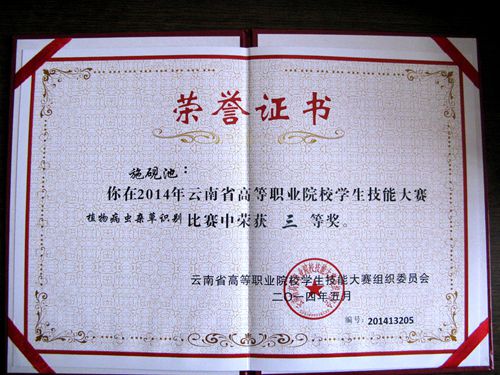 荣誉证书
施砚池：
你在2014年云南省高等职业院校学生技能大赛
植物病虫杂草识别 比赛中荣获 三 等奖。
云南省高等职业院校学生技能大赛组织委员会
二〇一四年五月
编号：201413205